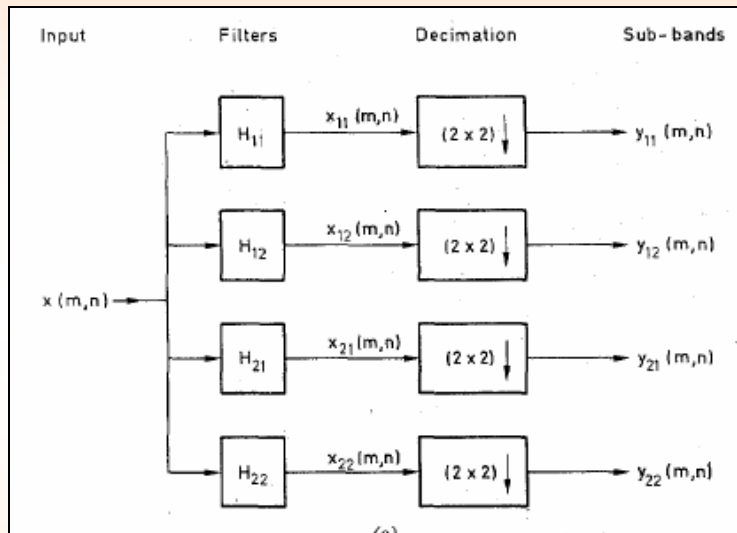 Input Filters Decimation Sub-bands
H₁₁ x₁₁(m,n) (2 x 2) ↓ y₁₁(m,n)
H₁₂ x₁₂(m,n) (2 x 2) ↓ y₁₂(m,n)
x(m,n)
H₂₁ x₂₁(m,n) (2 x 2) ↓ y₂₁(m,n)
H₂₂ x₂₂(m,n) (2 x 2) ↓ y₂₂(m,n)